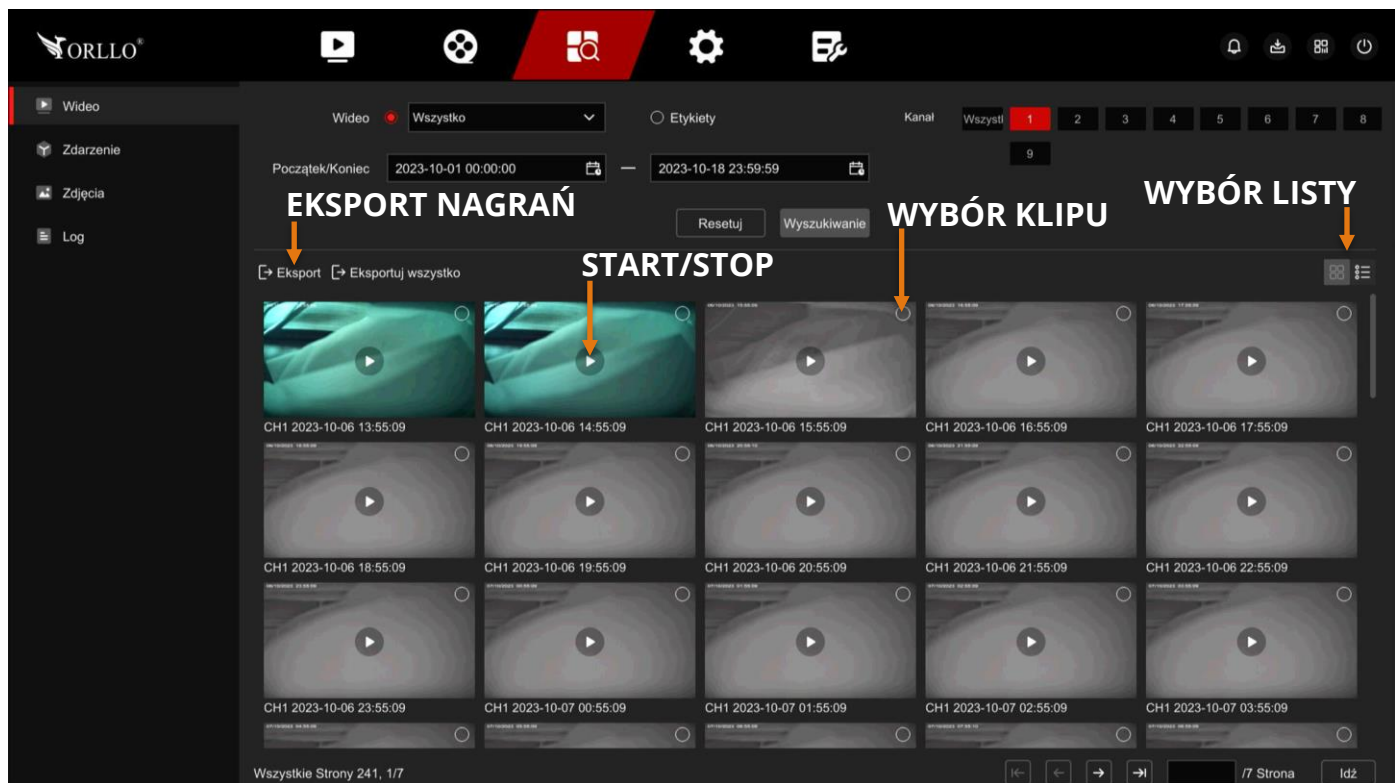 ORLLO®
Wideo
Zdarzenie
Zdjęcia
Log
Wideo Wszystko Etykiety Kanał Wszystl 1 2 3 4 5 6 7 8
9
Początek/Koniec 2023-10-01 00:00:00 — 2023-10-18 23:59:59
EKSPORT NAGRAŃ
WYBÓR KLIPU
WYBÓR LISTY
Resetuj Wyszukiwanie
START/STOP
Eksport Eksportuj wszystko
CH1 2023-10-06 13:55:09 CH1 2023-10-06 14:55:09 CH1 2023-10-06 15:55:09 CH1 2023-10-06 16:55:09 CH1 2023-10-06 17:55:09
CH1 2023-10-06 18:55:09 CH1 2023-10-06 19:55:09 CH1 2023-10-06 20:55:09 CH1 2023-10-06 21:55:09 CH1 2023-10-06 22:55:09
CH1 2023-10-06 23:55:09 CH1 2023-10-07 00:55:09 CH1 2023-10-07 01:55:09 CH1 2023-10-07 02:55:09 CH1 2023-10-07 03:55:09
Wszystkie Strony 241, 1/7 /7 Strona Idź